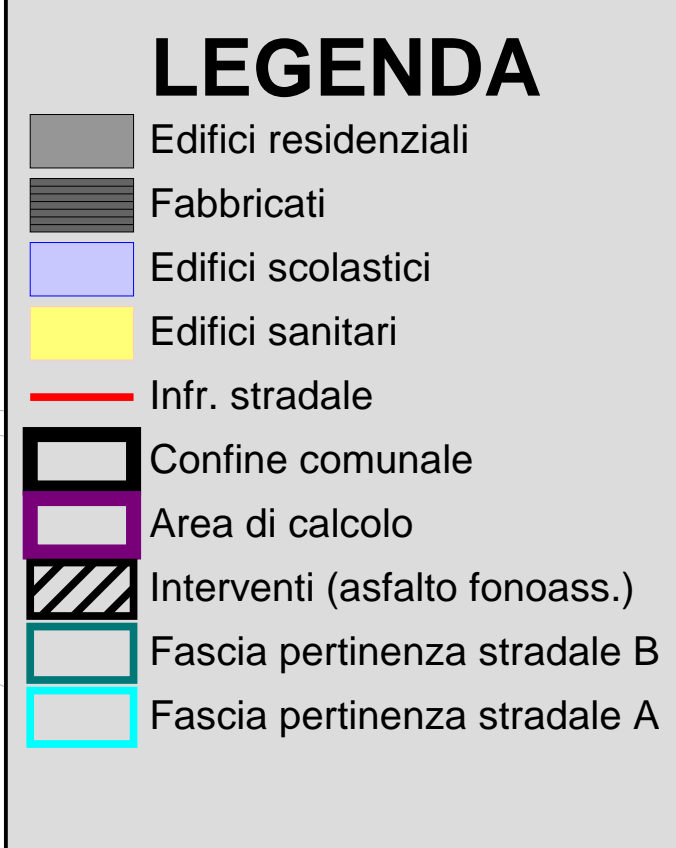 LEGENDA
Edifici residenziali
Fabbricati
Edifici scolastici
Edifici sanitari
Infr. stradale
Confine comunale
Area di calcolo
Interventi (asfalto fonoass.)
Fascia pertinenza stradale B
Fascia pertinenza stradale A